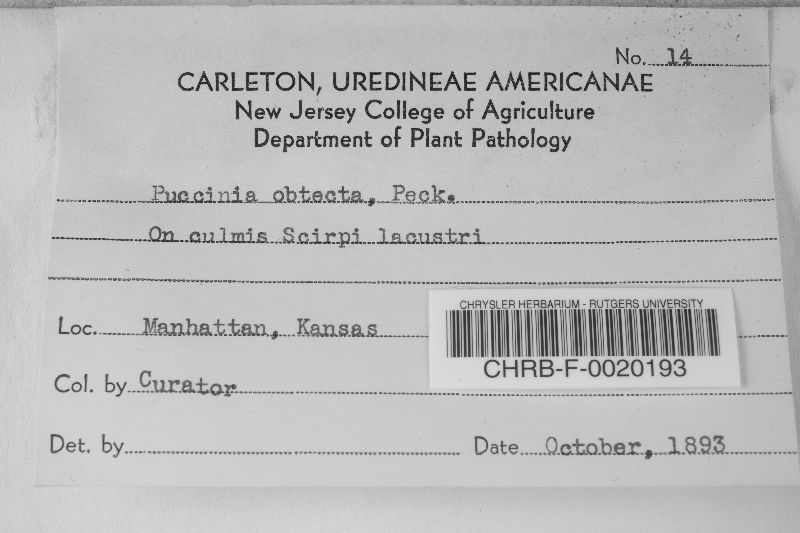 No. 14
CARLETON, UREDINEAE AMERICANAE
New Jersey College of Agriculture
Department of Plant Pathology
Puccinia obtecta, Peck.
On culmis Scirpi lacustri
Loc. Manhattan, Kansas
CHRYSLER HERBARIUM - RUTGERS UNIVERSITY
CHRB-F-0020193
Col. by Curator
Det. by
Date October, 1893